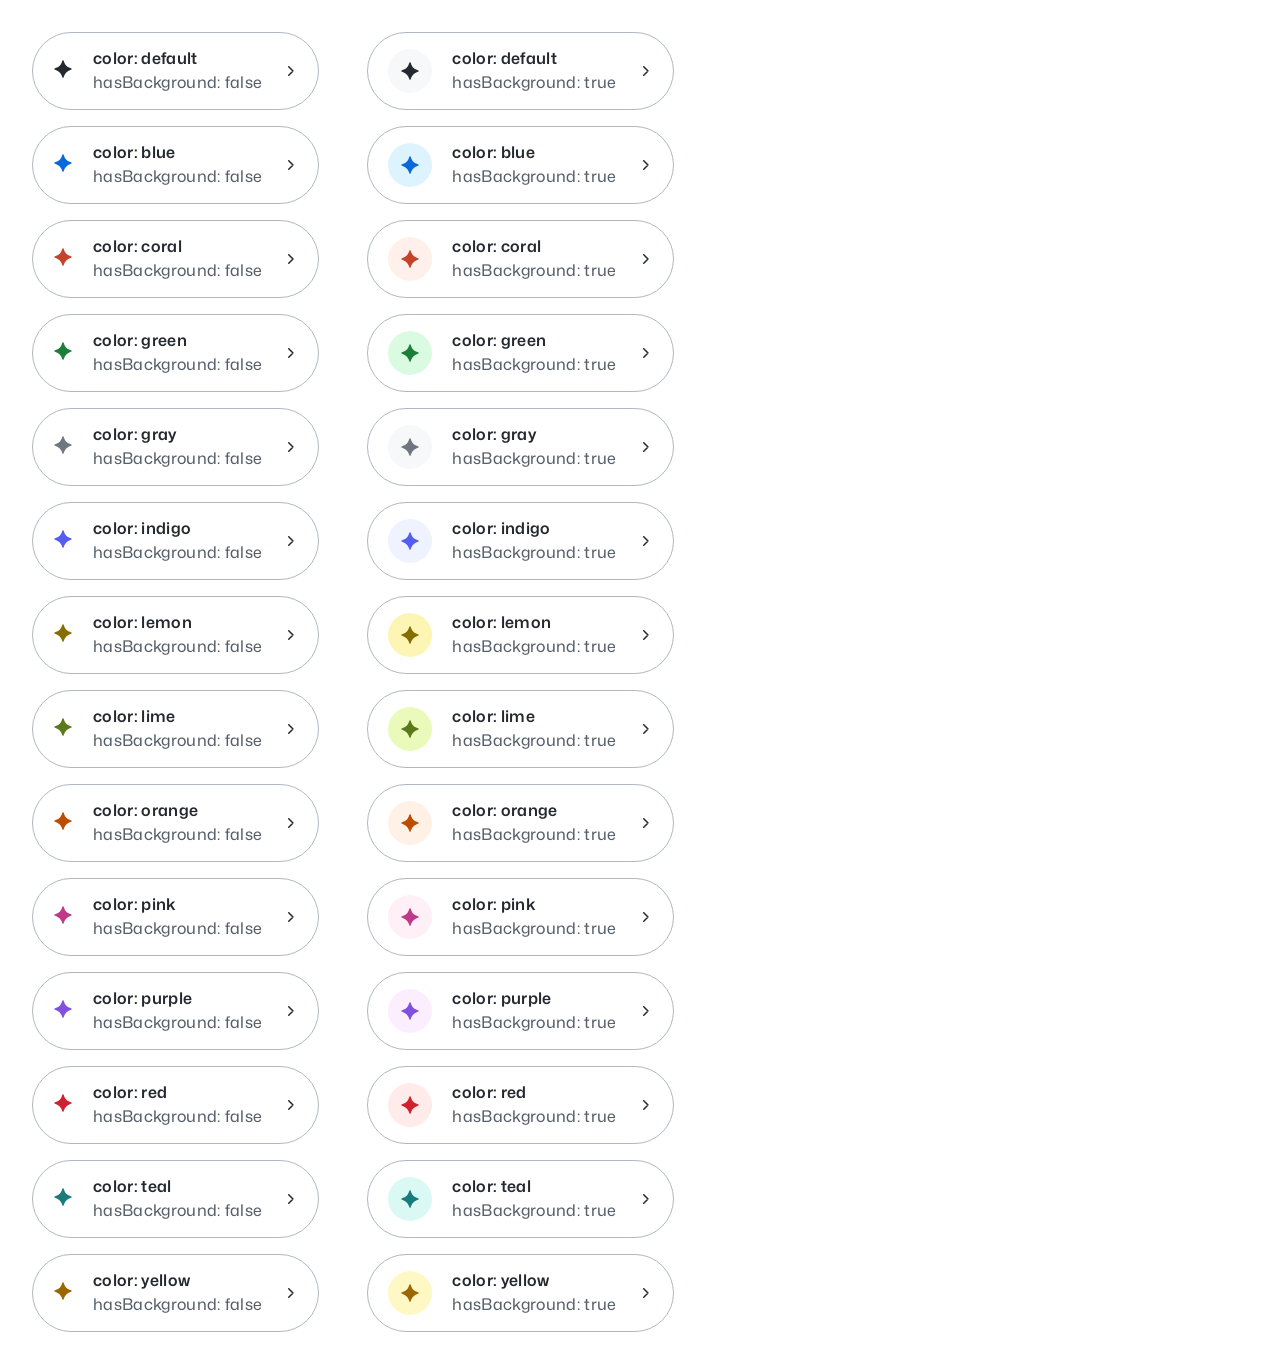 color: default
hasBackground: false
color: default
hasBackground: true
color: blue
hasBackground: false
color: blue
hasBackground: true
color: coral
hasBackground: false
color: coral
hasBackground: true
color: green
hasBackground: false
color: green
hasBackground: true
color: gray
hasBackground: false
color: gray
hasBackground: true
color: indigo
hasBackground: false
color: indigo
hasBackground: true
color: lemon
hasBackground: false
color: lemon
hasBackground: true
color: lime
hasBackground: false
color: lime
hasBackground: true
color: orange
hasBackground: false
color: orange
hasBackground: true
color: pink
hasBackground: false
color: pink
hasBackground: true
color: purple
hasBackground: false
color: purple
hasBackground: true
color: red
hasBackground: false
color: red
hasBackground: true
color: teal
hasBackground: false
color: teal
hasBackground: true
color: yellow
hasBackground: false
color: yellow
hasBackground: true